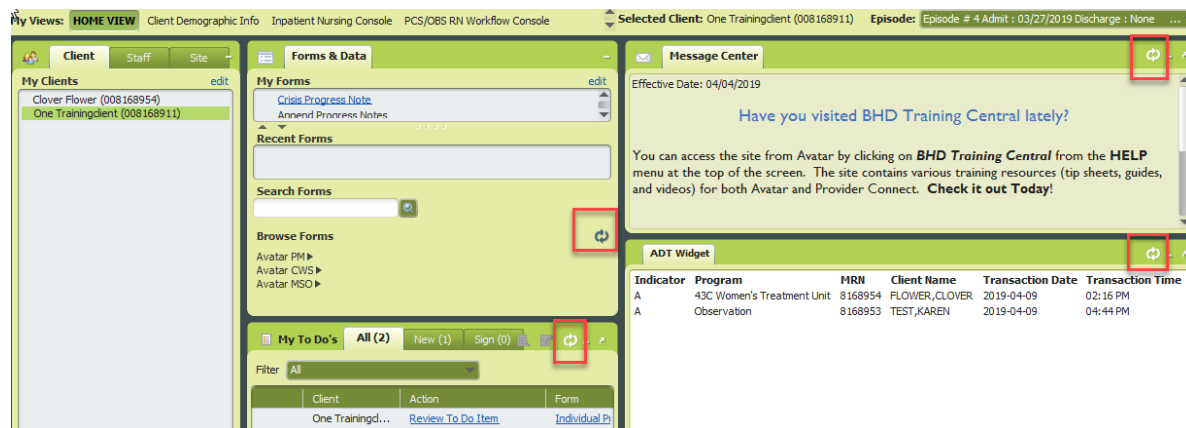 My Views: HOME VIEW Client Demographic Info Inpatient Nursing Console PCS/OBS RN Workflow Console
Selected Client: One Trainingclient (008168911) Episode: Episode # 4 Admit : 03/27/2019 Discharge : None ...
Client Staff Site
My Clients edit
Clover Flower (008168954)
One Trainingclient (008168911)
Forms & Data
My Forms edit
Crisis Progress Note
Append Progress Notes
Recent Forms
Search Forms
Browse Forms
Avatar PM
Avatar CWS
Avatar MSO
My To Do's All (2) New (1) Sign (0)
Filter All
Client Action Form
One Trainingcl... Review To Do Item Individual
Message Center
Effective Date: 04/04/2019
Have you visited BHD Training Central lately?
You can access the site from Avatar by clicking on BHD Training Central from the HELP
menu at the top of the screen. The site contains various training resources (tip sheets, guides,
and videos) for both Avatar and Provider Connect. Check it out Today!
ADT Widget
Indicator Program MRN Client Name Transaction Date Transaction Time
A 43C Women's Treatment Unit 8168954 FLOWER,CLOVER 2019-04-09 02:16 PM
A Observation 8168953 TEST,KAREN 2019-04-09 04:44 PM